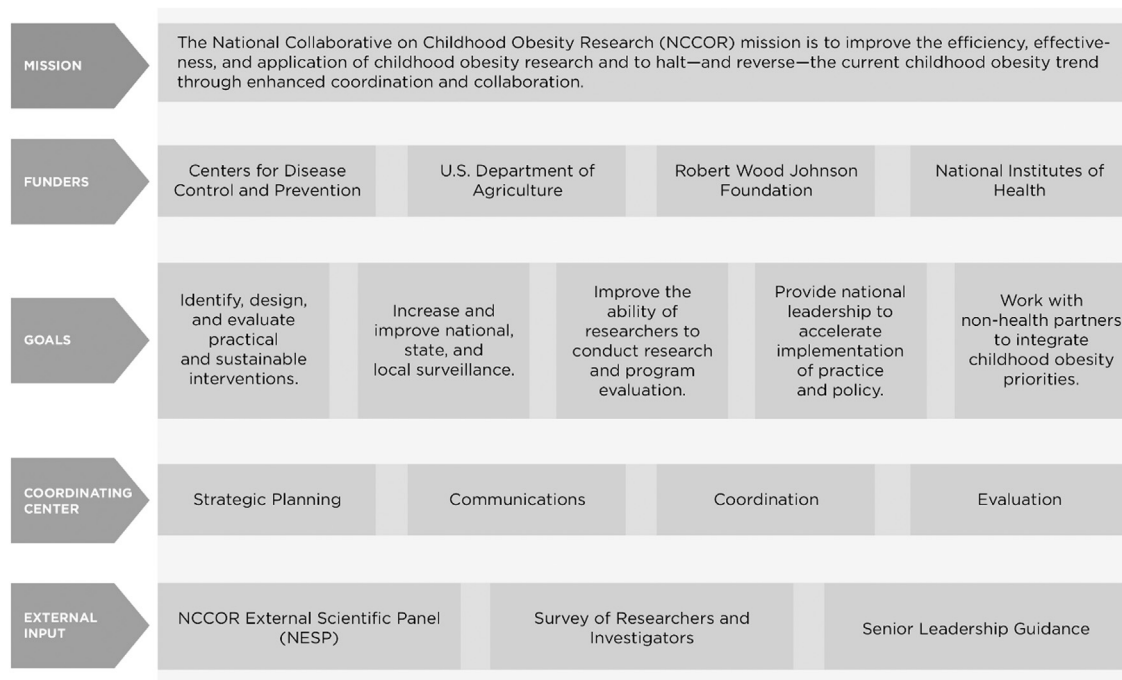 MISSION
The National Collaborative on Childhood Obesity Research (NCCOR) mission is to improve the efficiency, effective-
ness, and application of childhood obesity research and to halt—and reverse—the current childhood obesity trend
through enhanced coordination and collaboration.
FUNDERS
Centers for Disease
Control and Prevention
U.S. Department of
Agriculture
Robert Wood Johnson
Foundation
National Institutes of
Health
GOALS
Identify, design,
and evaluate
practical
and sustainable
interventions.
Increase and
improve national,
state, and
local surveillance.
Improve the
ability of
researchers to
conduct research
and program
evaluation.
Provide national
leadership to
accelerate
implementation
of practice
and policy.
Work with
non-health partners
to integrate
childhood obesity
priorities.
COORDINATING
CENTER
Strategic Planning
Communications
Coordination
Evaluation
EXTERNAL
INPUT
NCCOR External Scientific Panel
(NESP)
Survey of Researchers and
Investigators
Senior Leadership Guidance